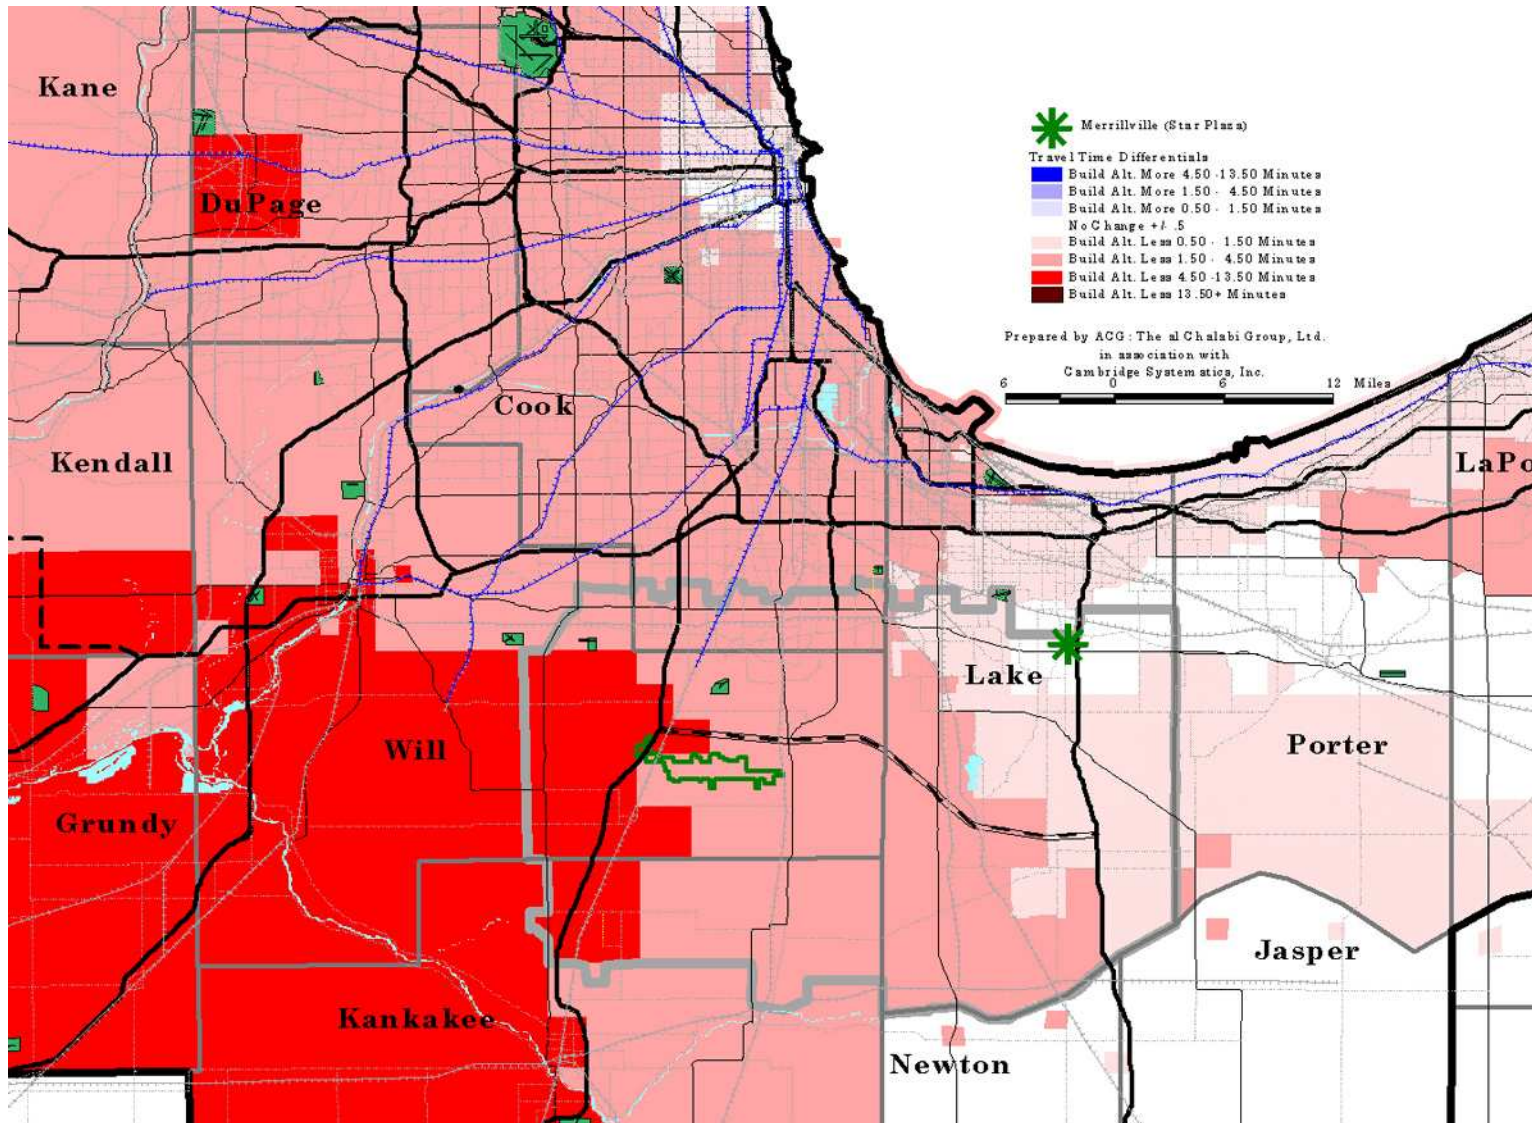 Kane
Merrillville (Star Plaza)
Travel Time Differentials
Build Alt. More 4.50 -13.50 Minutes
Build Alt. More 1.50 - 4.50 Minutes
Build Alt. More 0.50 - 1.50 Minutes
No Change +/- .5
Build Alt. Less 0.50 - 1.50 Minutes
Build Alt. Less 1.50 - 4.50 Minutes
Build Alt. Less 4.50 -13.50 Minutes
Build Alt. Less 13.50+ Minutes
DuPage
Prepared by ACG: The al Chalabi Group, Ltd.
in association with
Cambridge Systematics, Inc.
6 0 6 12 Miles
Cook
Kendall
LaPo
Lake
Will
Porter
Grundy
Jasper
Kankakee
Newton